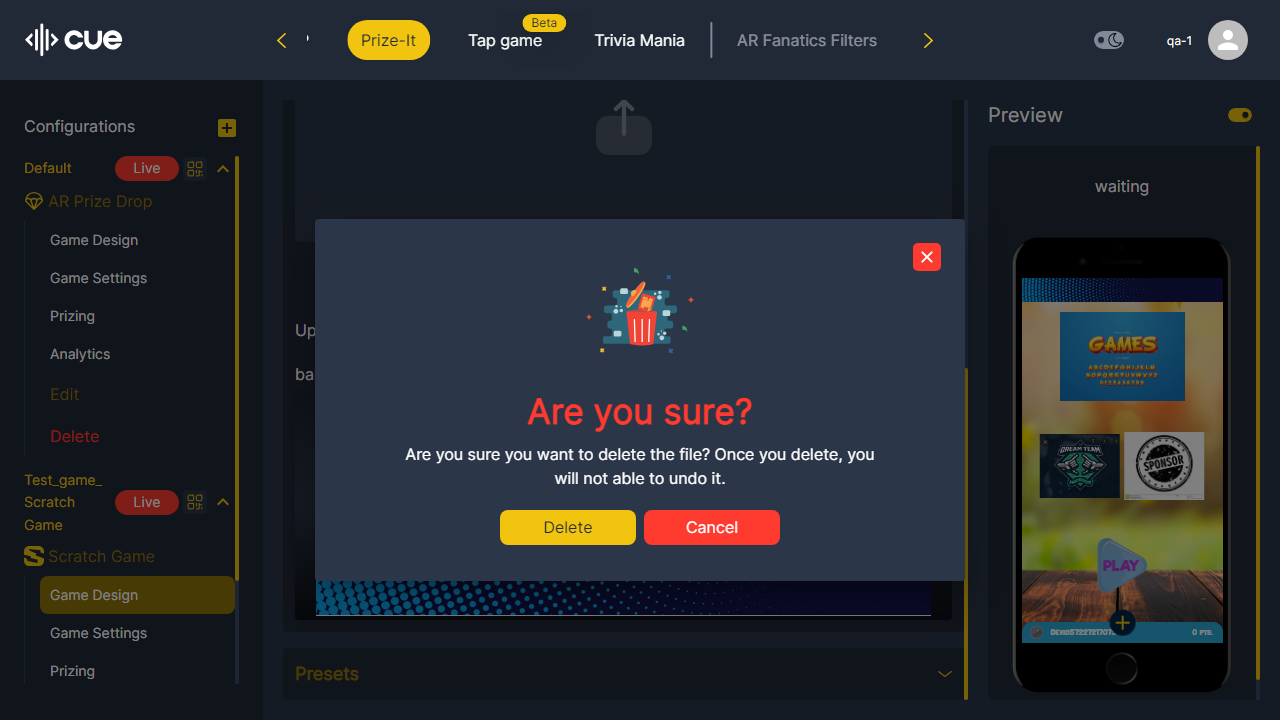 cue
Prize-It
Beta
Tap game
Trivia Mania
AR Fanatics Filters
qa-1
Configurations
Default
Live
AR Prize Drop
Game Design
Game Settings
Prizing
Analytics
Edit
Delete
Test_game_
Scratch
Game
Live
Scratch Game
Game Design
Game Settings
Prizing
Up
ba
Are you sure?
Are you sure you want to delete the file? Once you delete, you
will not able to undo it.
Delete
Cancel
Presets
Preview
waiting
GAMES
DREAM TEAM
SPONSOR
PLAY
0 PTS.